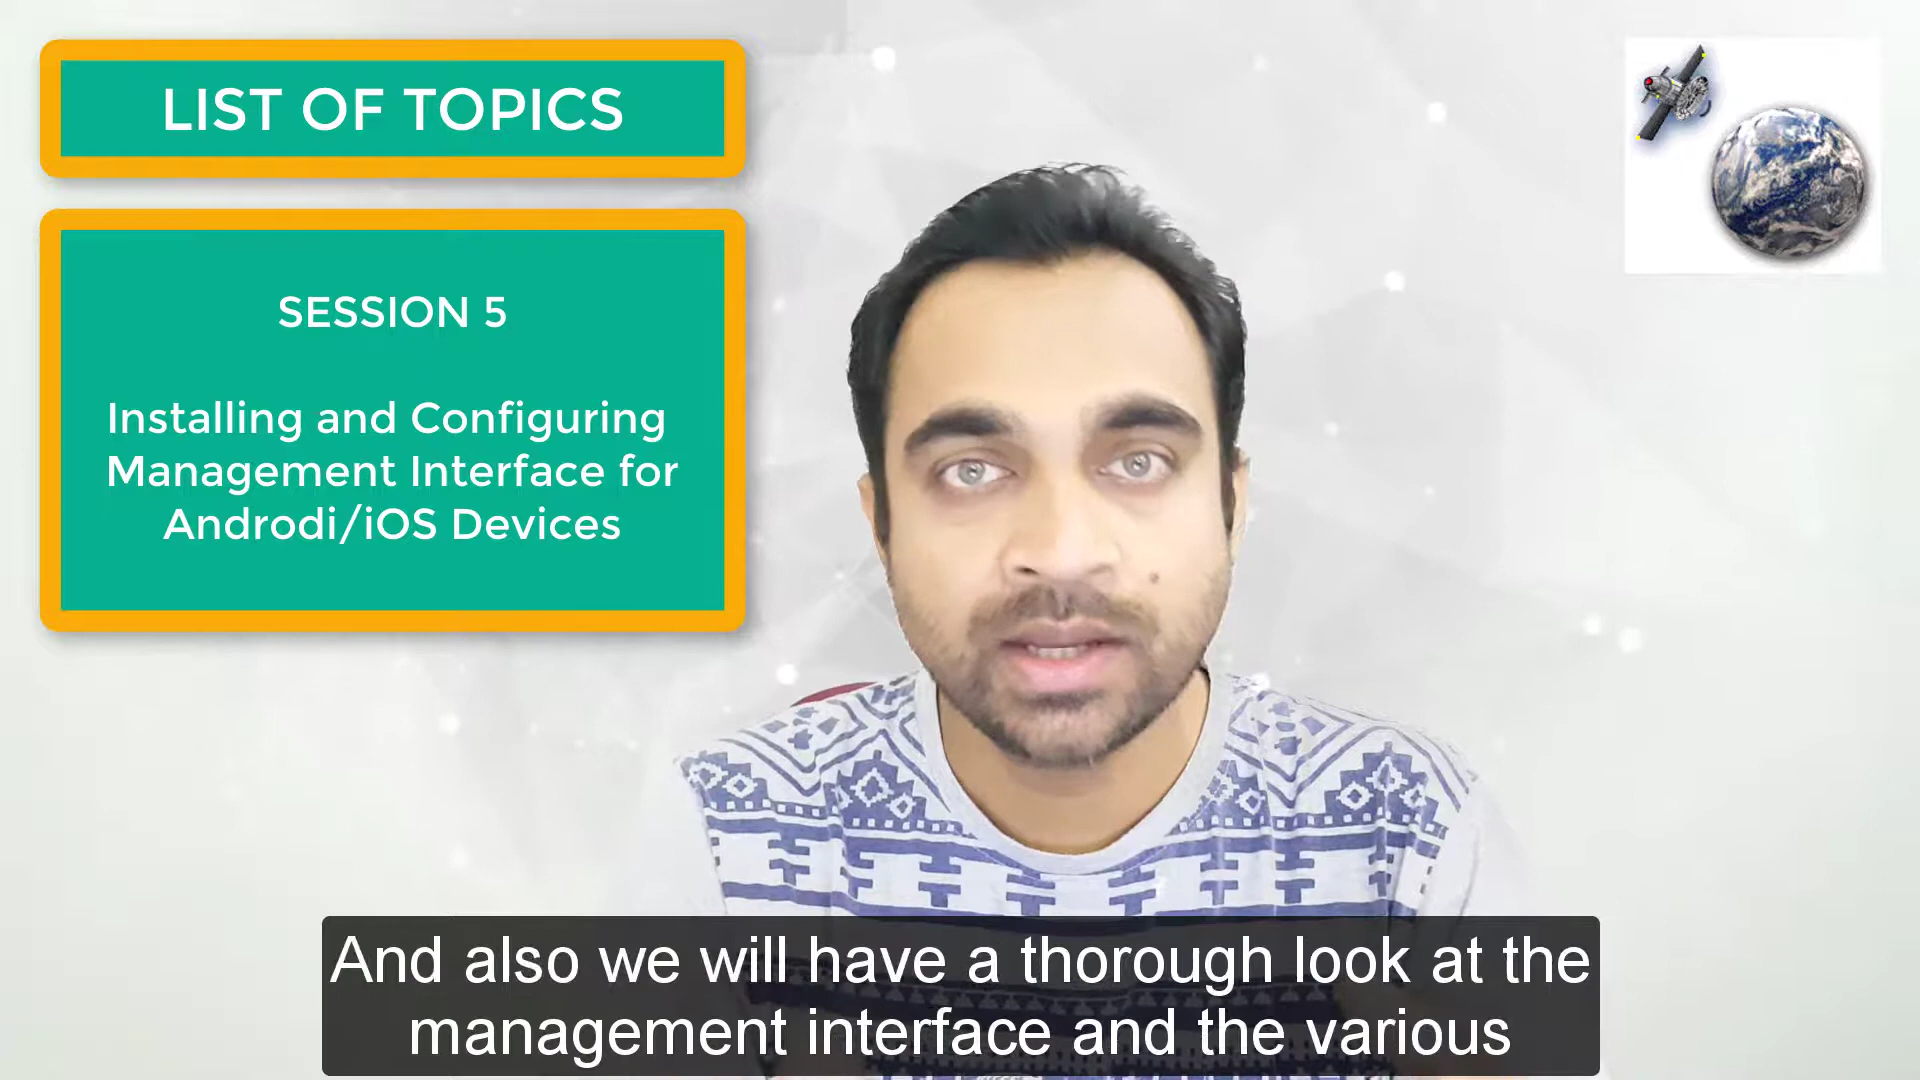 LIST OF TOPICS
SESSION 5
Installing and Configuring
Management Interface for
Androdi/iOS Devices
And also we will have a thorough look at the
management interface and the various